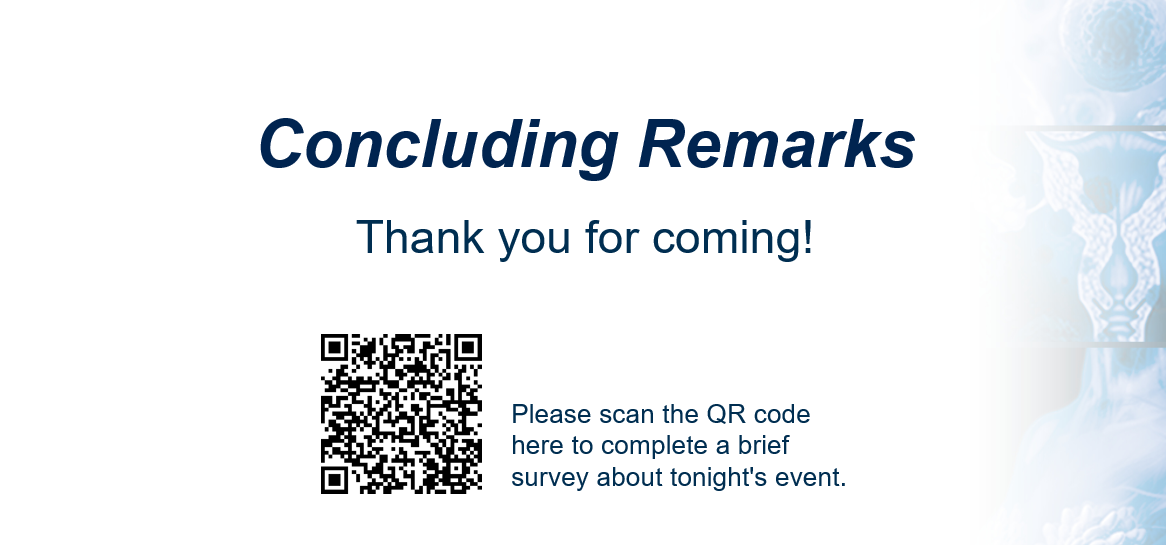 Concluding Remarks
Thank you for coming!
Please scan the QR code
here to complete a brief
survey about tonight's event.